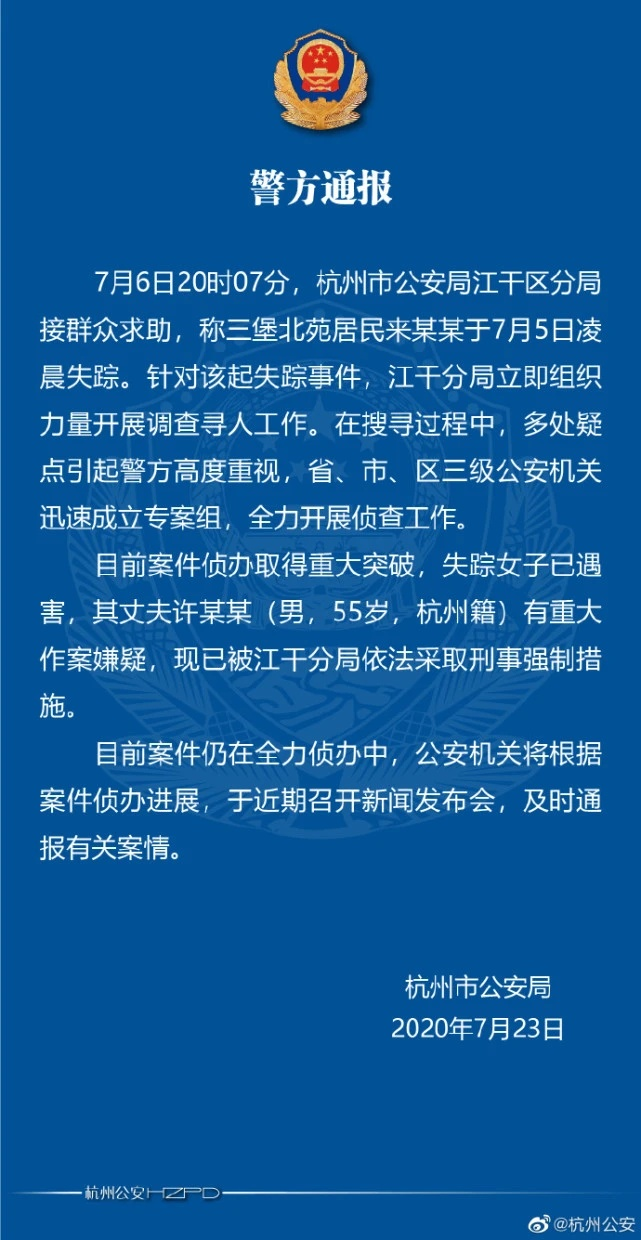 警方通报
7月6日20时07分，杭州市公安局江干区分局
接群众求助，称三堡北苑居民来某某于7月5日凌
晨失踪。针对该起失踪事件，江干分局立即组织
力量开展调查寻人工作。在搜寻过程中，多处疑
点引起警方高度重视，省、市、区三级公安机关
迅速成立专案组，全力开展侦查工作。
目前案件侦办取得重大突破，失踪女子已遇
害，其丈夫许某某（男，55岁，杭州籍）有重大
作案嫌疑，现已被江干分局依法采取刑事强制措
施。
目前案件仍在全力侦办中，公安机关将根据
案件侦办进展，于近期召开新闻发布会，及时通
报有关案情。
杭州市公安局
2020年7月23日
杭州公安HZPD
@杭州公安